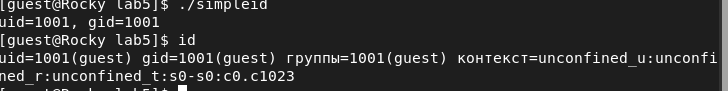 [guest@Rocky lab5]$ ./simpleid
uid=1001, gid=1001
[guest@Rocky lab5]$ id
uid=1001(guest) gid=1001(guest) группы=1001(guest) контекст=unconfined_u:unconfi
ned_r:unconfined_t:s0-s0:c0.c1023